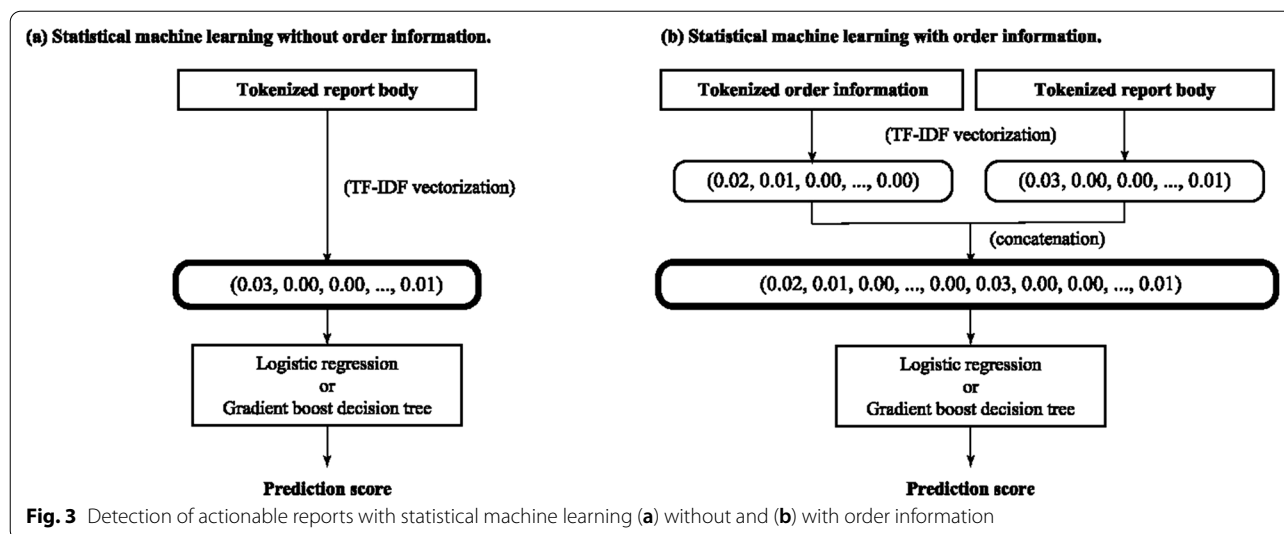 (a) Statistical machine learning without order information.
Tokenized report body
(TF-IDF vectorization)
(0.03, 0.00, 0.00, ..., 0.01)
Logistic regression
or
Gradient boost decision tree
Prediction score
(b) Statistical machine learning with order information.
Tokenized order information
Tokenized report body
(TF-IDF vectorization)
(0.02, 0.01, 0.00, ..., 0.00)
(0.03, 0.00, 0.00, ..., 0.01)
(concatenation)
(0.02, 0.01, 0.00, ..., 0.00, 0.03, 0.00, 0.00, ..., 0.01)
Logistic regression
or
Gradient boost decision tree
Prediction score
Fig. 3 Detection of actionable reports with statistical machine learning (a) without and (b) with order information